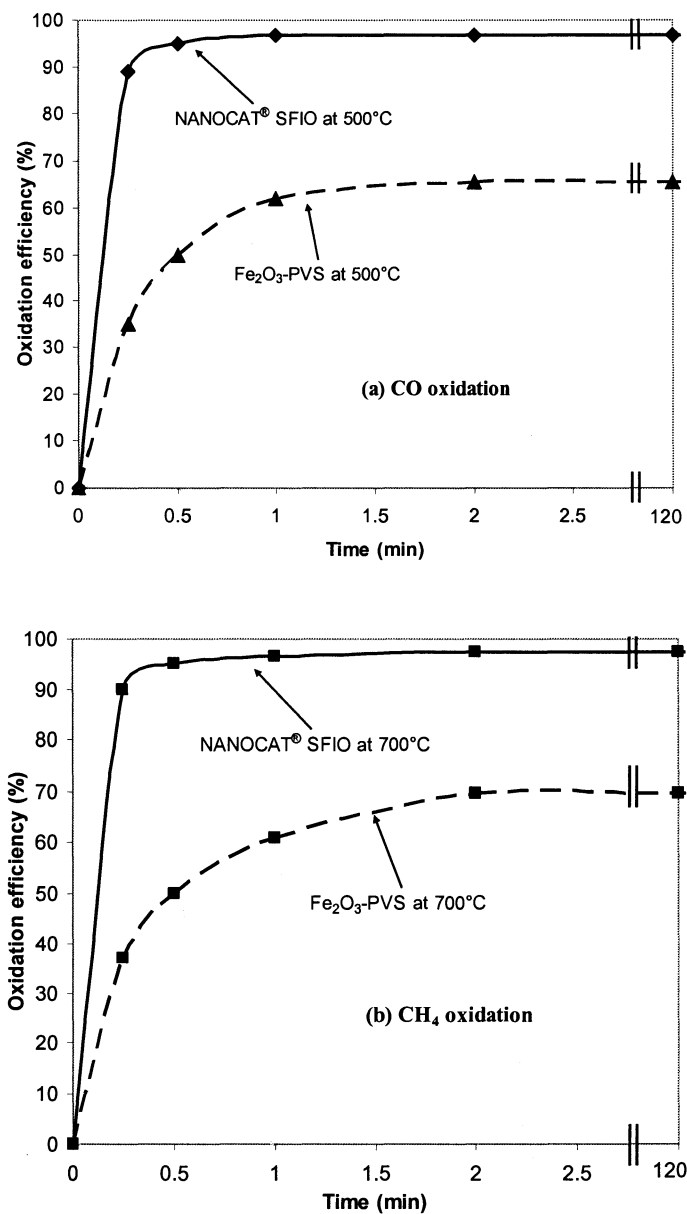 100
90
80
70
60
50
40
30
20
10
0
Oxidation efficiency (%)
NANOCAT® SFIO at 500°C
Fe₂O₃-PVS at 500°C
(a) CO oxidation
0 0.5 1 1.5 2 2.5 120
Time (min)
100
90
80
70
60
50
40
30
20
10
0
Oxidation efficiency (%)
NANOCAT® SFIO at 700°C
Fe₂O₃-PVS at 700°C
(b) CH₄ oxidation
0 0.5 1 1.5 2 2.5 120
Time (min)